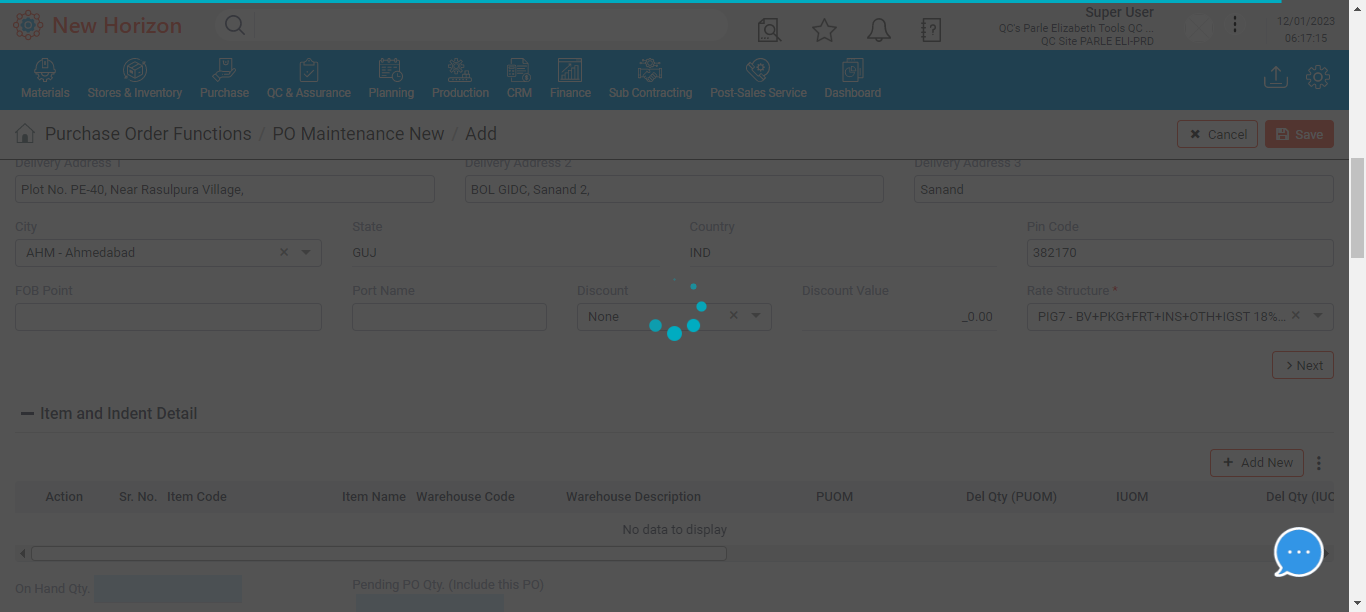 New Horizon
Super User
QC's Parle Elizabeth Tools QC ...
QC Site PARLE ELI-PRD
12/01/2023
06:17:15
Materials
Stores & Inventory
Purchase
QC & Assurance
Planning
Production
CRM
Finance
Sub Contracting
Post-Sales Service
Dashboard
Purchase Order Functions / PO Maintenance New / Add
Cancel
Save
Delivery Address 1
Delivery Address 2
Delivery Address 3
Plot No. PE-40, Near Rasulpura Village,
BOL GIDC, Sanand 2,
Sanand
City
State
Country
Pin Code
AHM - Ahmedabad
GUJ
IND
382170
FOB Point
Port Name
Discount
Discount Value
Rate Structure *
None
_0.00
PIG7 - BV+PKG+FRT+INS+OTH+IGST 18%...
Next
Item and Indent Detail
+ Add New
Action
Sr. No.
Item Code
Item Name
Warehouse Code
Warehouse Description
PUOM
Del Qty (PUOM)
IUOM
Del Qty (IUO
No data to display
On Hand Qty.
Pending PO Qty. (Include this PO)